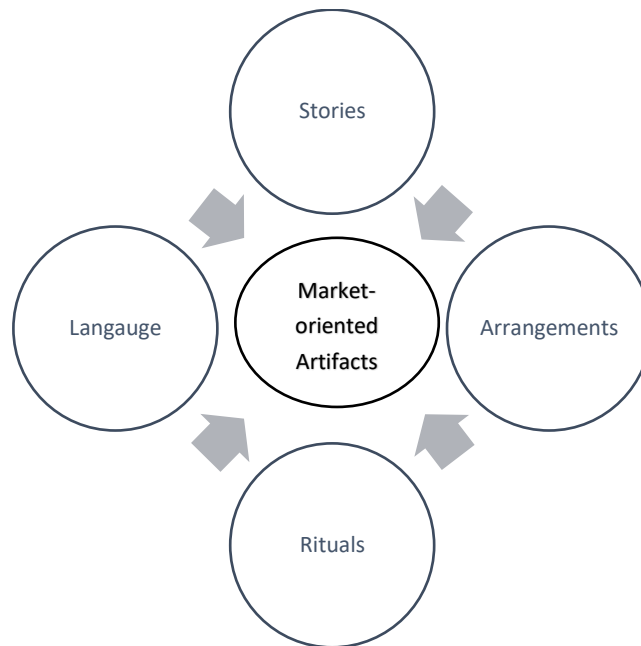 Stories
Langauge
Market-
oriented
Artifacts
Arrangements
Rituals